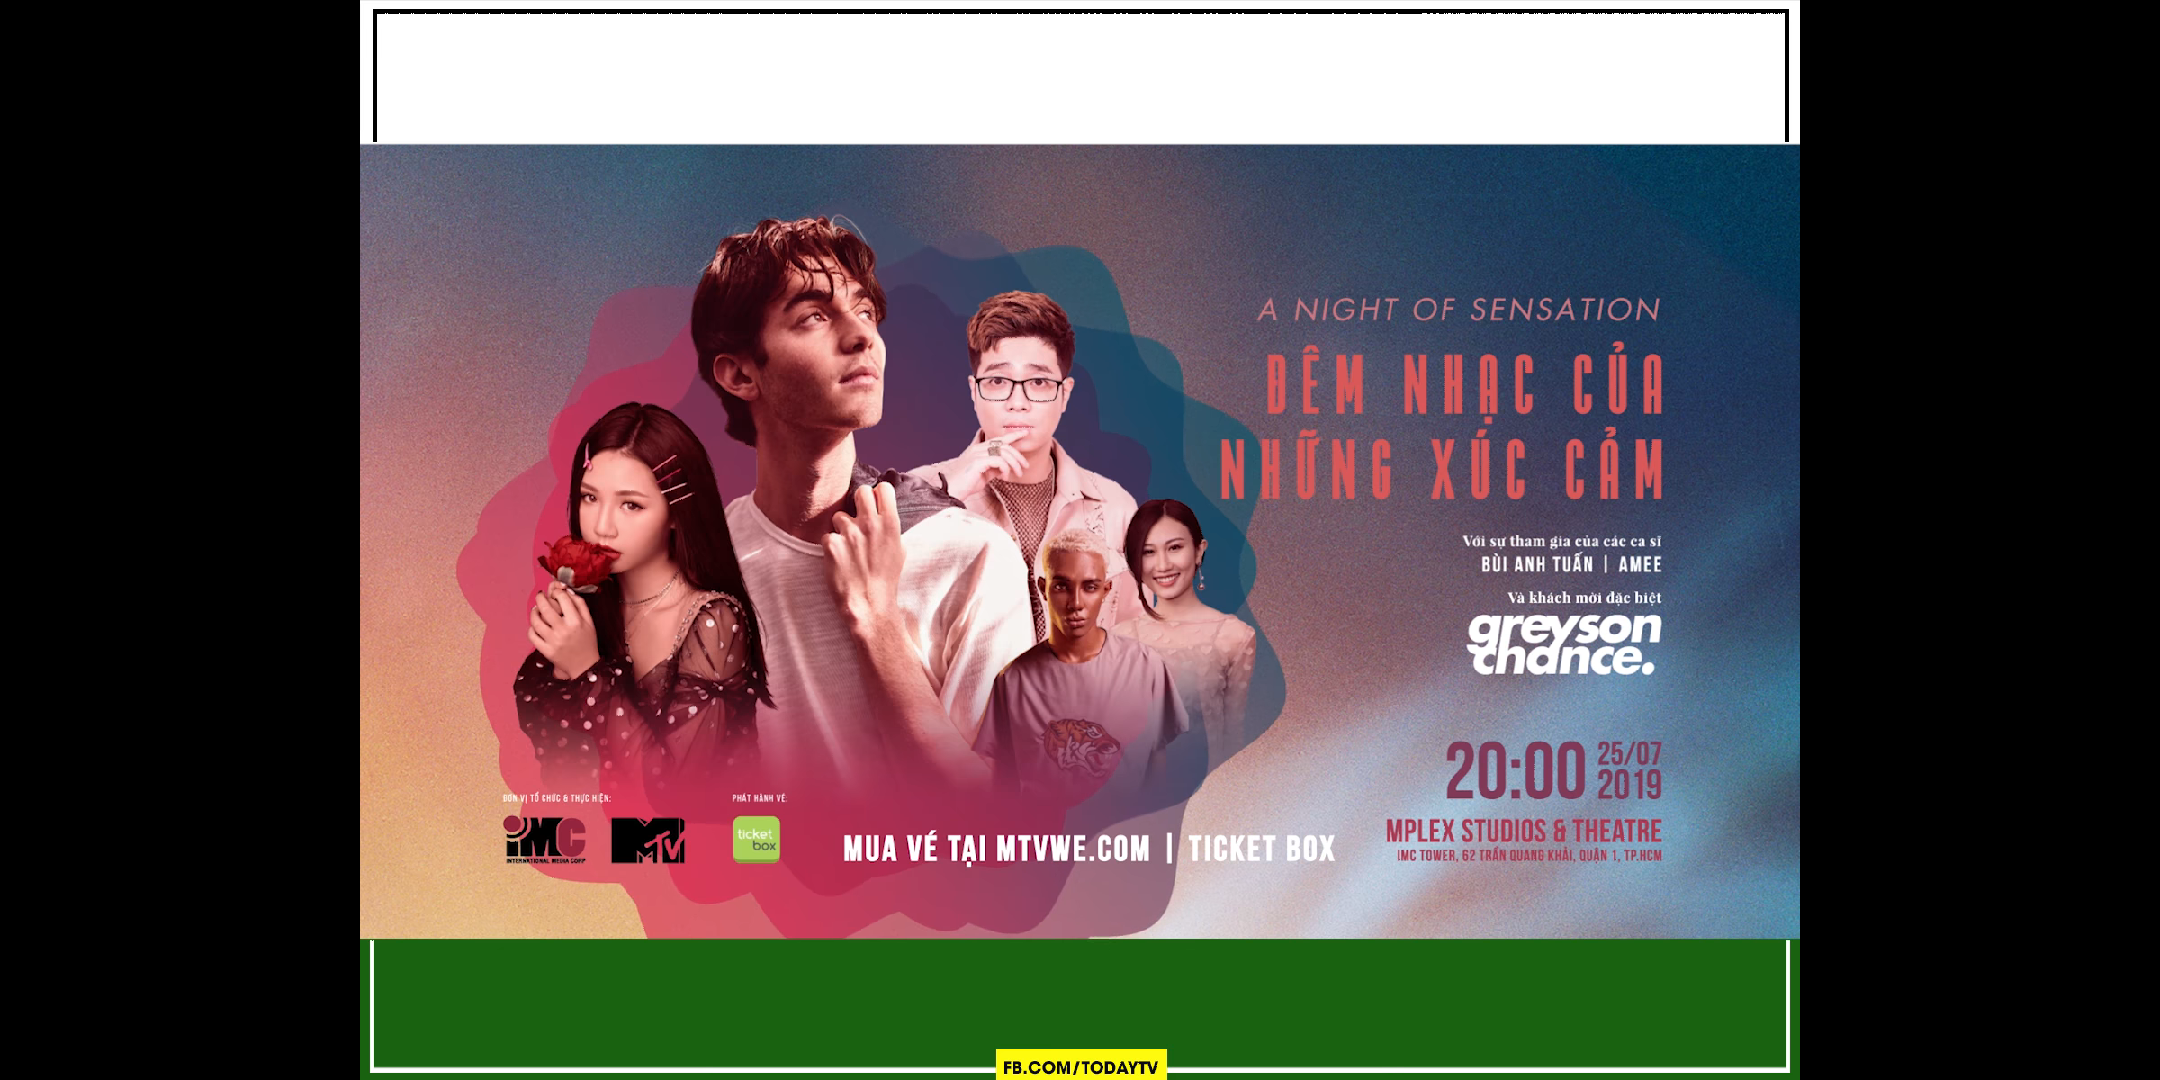 A NIGHT OF SENSATION
ĐÊM NHẠC CỦA
NHỮNG XÚC CẢM
Với sự tham gia của các ca sĩ
BÙI ANH TUẤN | AMEE
Và khách mời đặc biệt
greyson
chance.
20:00 25/07
2019
MPLEX STUDIOS & THEATRE
IMC TOWER, 62 TRẦN QUANG KHẢI, QUẬN 1, TP.HCM
ĐƠN VỊ TỔ CHỨC & THỰC HIỆN:
PHÁT HÀNH VÉ:
iMC
INTERNATIONAL MEDIA CORP
MTV
ticket
box
MUA VÉ TẠI MTVWE.COM | TICKET BOX
FB.COM/TODAYTV